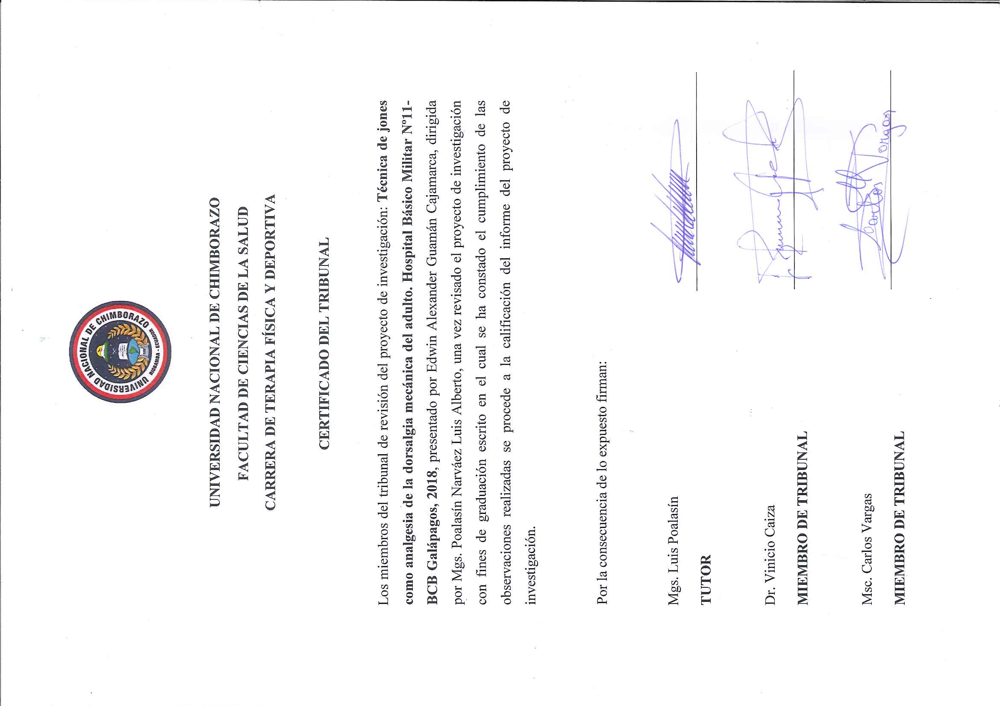 UNIVERSIDAD NACIONAL DE CHIMBORAZO
RIOBAMBA - ECUADOR
UNIVERSIDAD NACIONAL DE CHIMBORAZO
FACULTAD DE CIENCIAS DE LA SALUD
CARRERA DE TERAPIA FÍSICA Y DEPORTIVA
CERTIFICADO DEL TRIBUNAL
Los miembros del tribunal de revisión del proyecto de investigación: Técnica de jones
como analgesia de la dorsalgia mecánica del adulto. Hospital Básico Militar Nº11-
BCB Galápagos, 2018, presentado por Edwin Alexander Guamán Cajamarca, dirigida
por Mgs. Poalasín Narváez Luis Alberto, una vez revisado el proyecto de investigación
con fines de graduación escrito en el cual se ha constado el cumplimiento de las
observaciones realizadas se procede a la calificación del informe del proyecto de
investigación.
Por la consecuencia de lo expuesto firman:
Mgs. Luis Poalasín
TUTOR
Dr. Vinicio Caiza
MIEMBRO DE TRIBUNAL
Msc. Carlos Vargas
MIEMBRO DE TRIBUNAL
Carlos Vargas